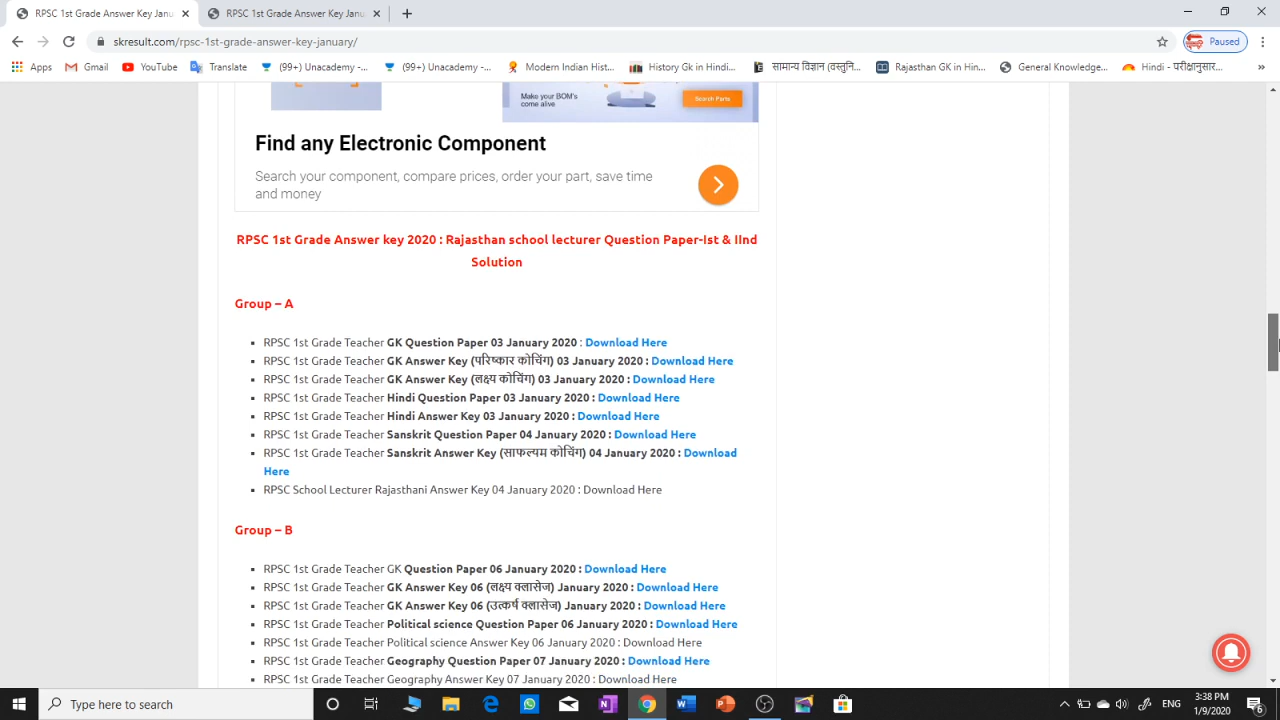 RPSC 1st Grade Answer Key Janu
RPSC 1st Grade Answer Key Janu
skresult.com/rpsc-1st-grade-answer-key-january/
Paused
Apps
Gmail
YouTube
Translate
(99+) Unacademy -...
(99+) Unacademy -...
Modern Indian Hist...
History Gk in Hindi...
सामान्य विज्ञान (वस्तुनि...
Rajasthan GK in Hin...
General Knowledge...
Hindi - परीक्षानुसार...
Make your BOM's
come alive
Search Parts.
Find any Electronic Component
Search your component, compare prices, order your part, save time
and money
RPSC 1st Grade Answer key 2020 : Rajasthan school lecturer Question Paper-Ist & IInd
Solution
Group – A
RPSC 1st Grade Teacher GK Question Paper 03 January 2020 : Download Here
RPSC 1st Grade Teacher GK Answer Key (परिष्कार कोचिंग) 03 January 2020 : Download Here
RPSC 1st Grade Teacher GK Answer Key (लक्ष्य कोचिंग) 03 January 2020 : Download Here
RPSC 1st Grade Teacher Hindi Question Paper 03 January 2020 : Download Here
RPSC 1st Grade Teacher Hindi Answer Key 03 January 2020 : Download Here
RPSC 1st Grade Teacher Sanskrit Question Paper 04 January 2020 : Download Here
RPSC 1st Grade Teacher Sanskrit Answer Key (साफल्यम कोचिंग) 04 January 2020 : Download
Here
RPSC School Lecturer Rajasthani Answer Key 04 January 2020 : Download Here
Group – B
RPSC 1st Grade Teacher GK Question Paper 06 January 2020 : Download Here
RPSC 1st Grade Teacher GK Answer Key 06 (लक्ष्य क्लासेज) January 2020 : Download Here
RPSC 1st Grade Teacher GK Answer Key 06 (उत्कर्ष क्लासेज) January 2020 : Download Here
RPSC 1st Grade Teacher Political science Question Paper 06 January 2020 : Download Here
RPSC 1st Grade Teacher Political science Answer Key 06 January 2020 : Download Here
RPSC 1st Grade Teacher Geography Question Paper 07 January 2020 : Download Here
RPSC 1st Grade Teacher Geography Answer Key 07 January 2020 : Download Here
Type here to search
ENG
3:38 PM
1/9/2020
6